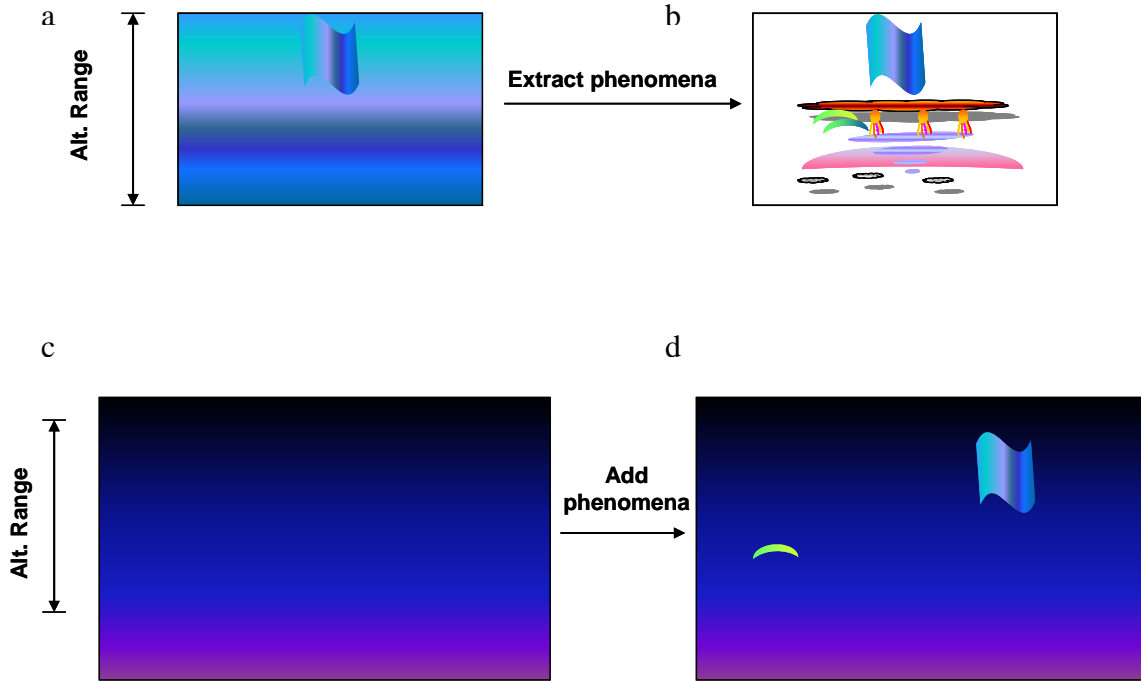 a
b
Alt. Range
Extract phenomena
c
d
Alt. Range
Add
phenomena